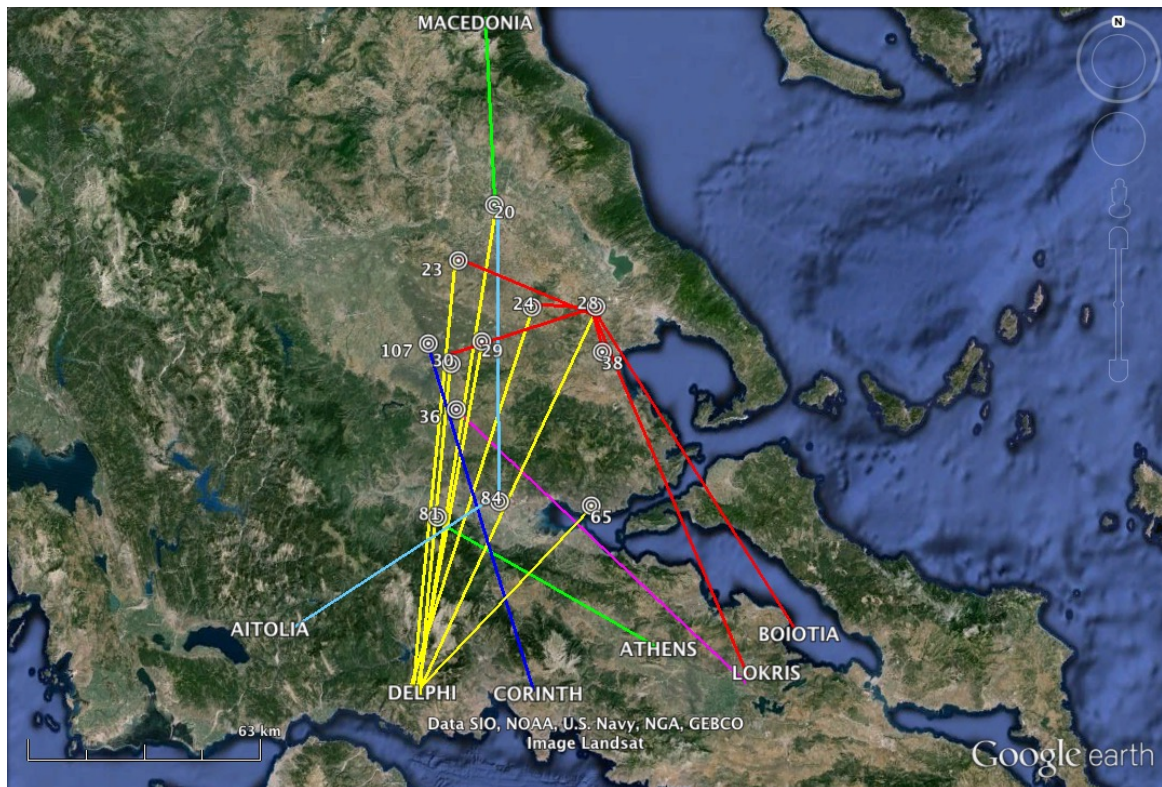 N
MACEDONIA
20
23
24
28
107
30
29
38
36
84
81
65
AITOLIA
ATHENS
BOIOTIA
LOKRIS
DELPHI
CORINTH
Data SIO, NOAA, U.S. Navy, NGA, GEBCO
Image Landsat
63 km
Google earth